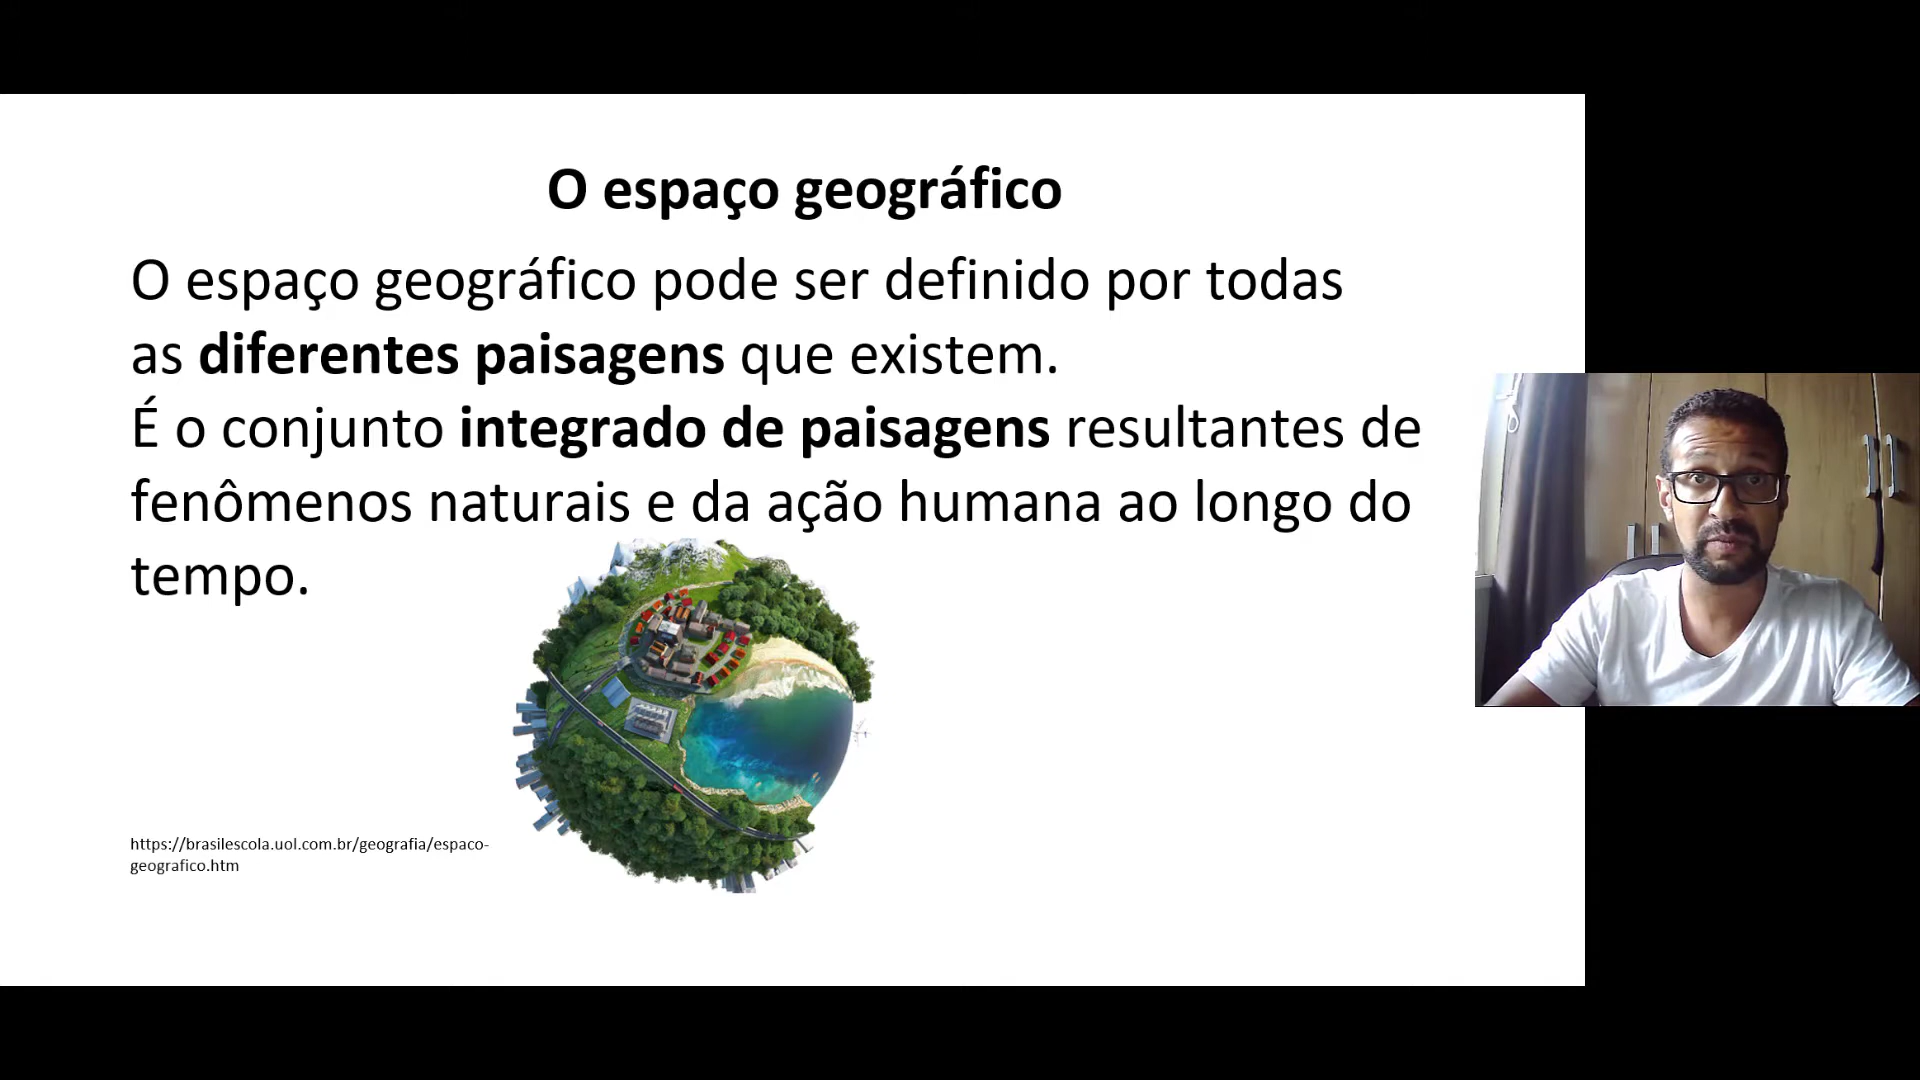 O espaço geográfico
O espaço geográfico pode ser definido por todas
as diferentes paisagens que existem.
É o conjunto integrado de paisagens resultantes de
fenômenos naturais e da ação humana ao longo do
tempo.
https://brasilescola.uol.com.br/geografia/espaco-
geografico.htm